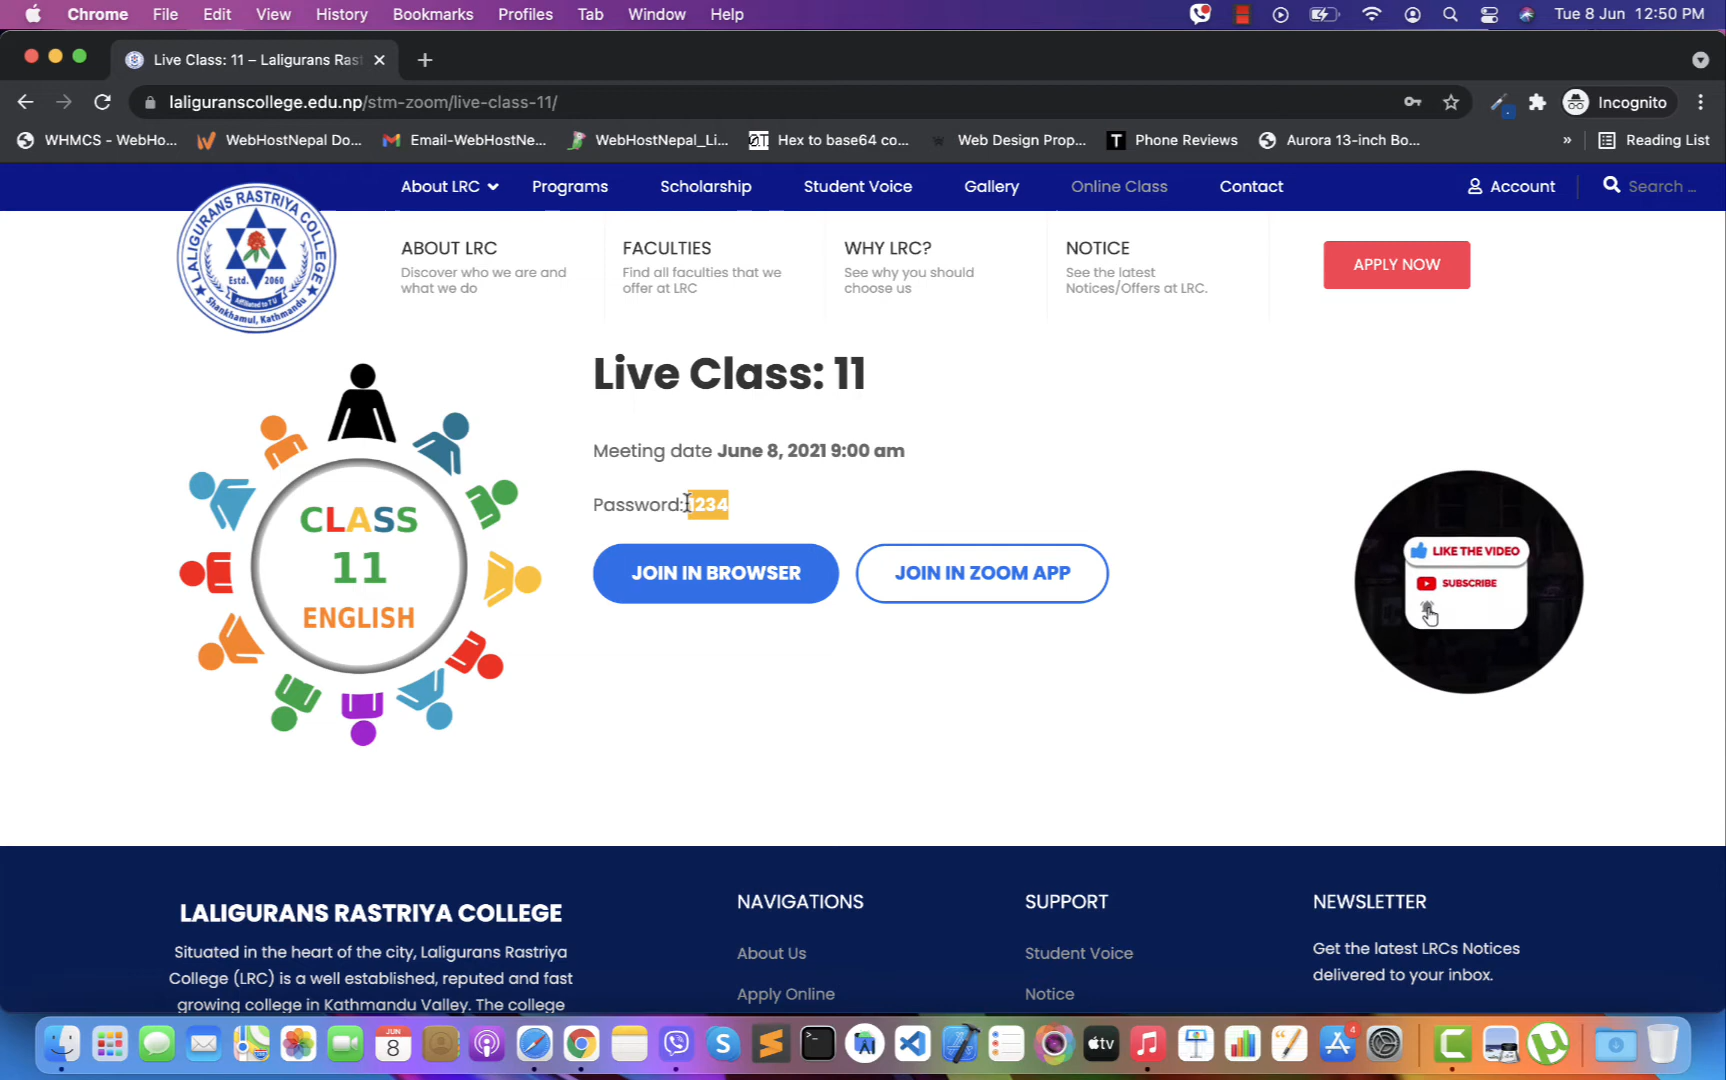 Chrome File Edit View History Bookmarks Profiles Tab Window Help Tue 8 Jun 12:50 PM
Live Class: 11 – Laligurans Ras
laliguranscollege.edu.np/stm-zoom/live-class-11/ Incognito
WHMCS - WebHo... WebHostNepal Do... Email-WebHostNe... WebHostNepal_Li... Hex to base64 co... Web Design Prop... T Phone Reviews Aurora 13-inch Bo... » Reading List
About LRC Programs Scholarship Student Voice Gallery Online Class Contact Account Search ...
LALIGURANS RASTRIYA COLLEGE
Estd. 2060
Affiliated to T.U
Shankhamul, Kathmandu
ABOUT LRC
Discover who we are and
what we do
FACULTIES
Find all faculties that we
offer at LRC
WHY LRC?
See why you should
choose us
NOTICE
See the latest
Notices/Offers at LRC.
APPLY NOW
Live Class: 11
Meeting date June 8, 2021 9:00 am
Password: 1234
JOIN IN BROWSER JOIN IN ZOOM APP
CLASS
11
ENGLISH
LIKE THE VIDEO
SUBSCRIBE
LALIGURANS RASTRIYA COLLEGE
Situated in the heart of the city, Laligurans Rastriya
College (LRC) is a well established, reputed and fast
growing college in Kathmandu Valley. The college
NAVIGATIONS
About Us
Apply Online
SUPPORT
Student Voice
Notice
NEWSLETTER
Get the latest LRCs Notices
delivered to your inbox.
JUN
8
tv
4